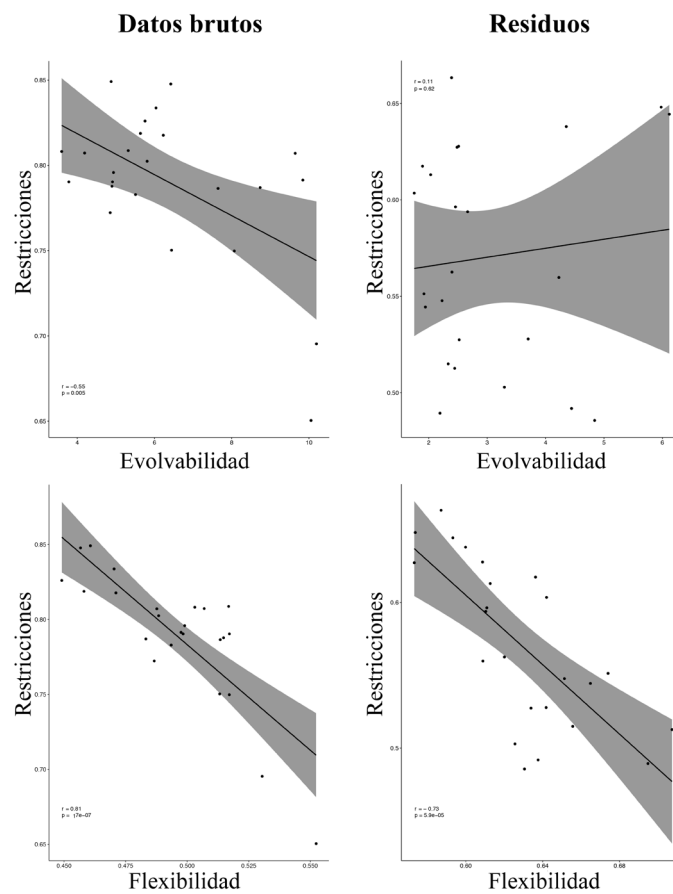 Datos brutos
Residuos
Restricciones
0.85
0.80
0.75
0.70
0.65
r = −0.55
p = 0.005
4
6
8
10
Evolvabilidad
Restricciones
0.65
0.60
0.55
0.50
r = 0.11
p = 0.62
2
3
4
5
6
Evolvabilidad
Restricciones
0.85
0.80
0.75
0.70
0.65
p = 17e−07
0.450
0.475
0.500
0.525
0.550
Flexibilidad
Restricciones
0.6
0.5
r = − 0.73
p = 5.9e−05
0.60
0.64
0.68
Flexibilidad